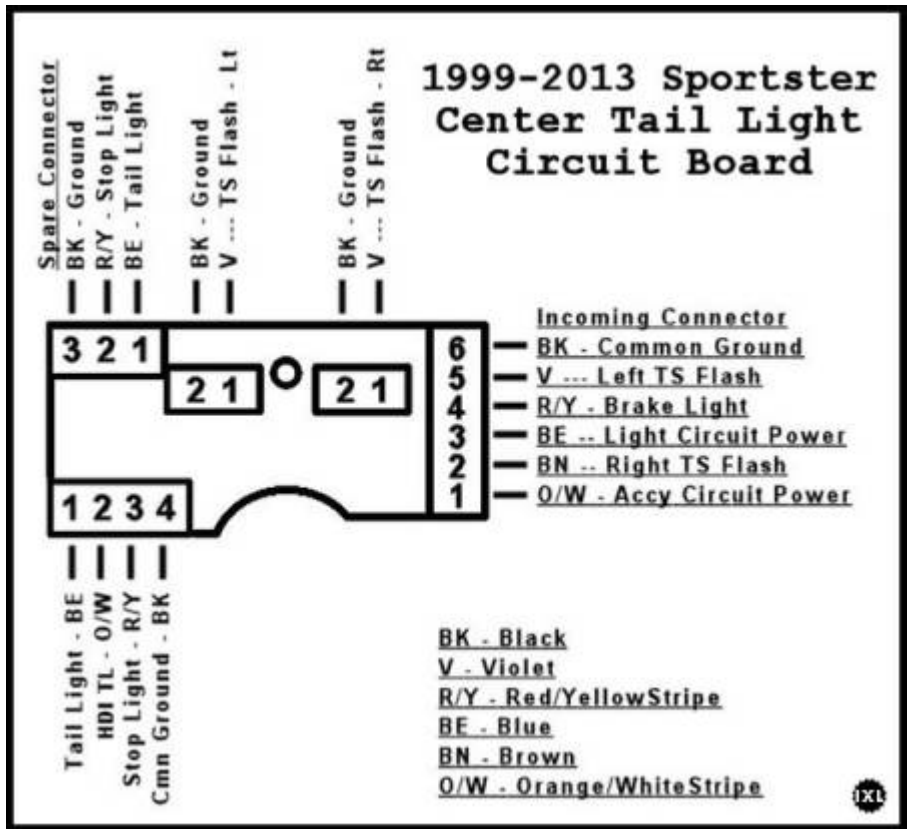 1999-2013 Sportster
Center Tail Light
Circuit Board
Spare Connector
BK - Ground
R/Y - Stop Light
BE - Tail Light
BK - Ground
V --- TS Flash - Lt
BK - Ground
V --- TS Flash - Rt
3 2 1
2 1
2 1
6
5
4
3
2
1
Incoming Connector
BK - Common Ground
V --- Left TS Flash
R/Y - Brake Light
BE -- Light Circuit Power
BN -- Right TS Flash
O/W - Accy Circuit Power
1 2 3 4
Tail Light - BE
HDI TL - O/W
Stop Light - R/Y
Cmn Ground - BK
BK - Black
V - Violet
R/Y - Red/YellowStripe
BE - Blue
BN - Brown
O/W - Orange/WhiteStripe
IXL